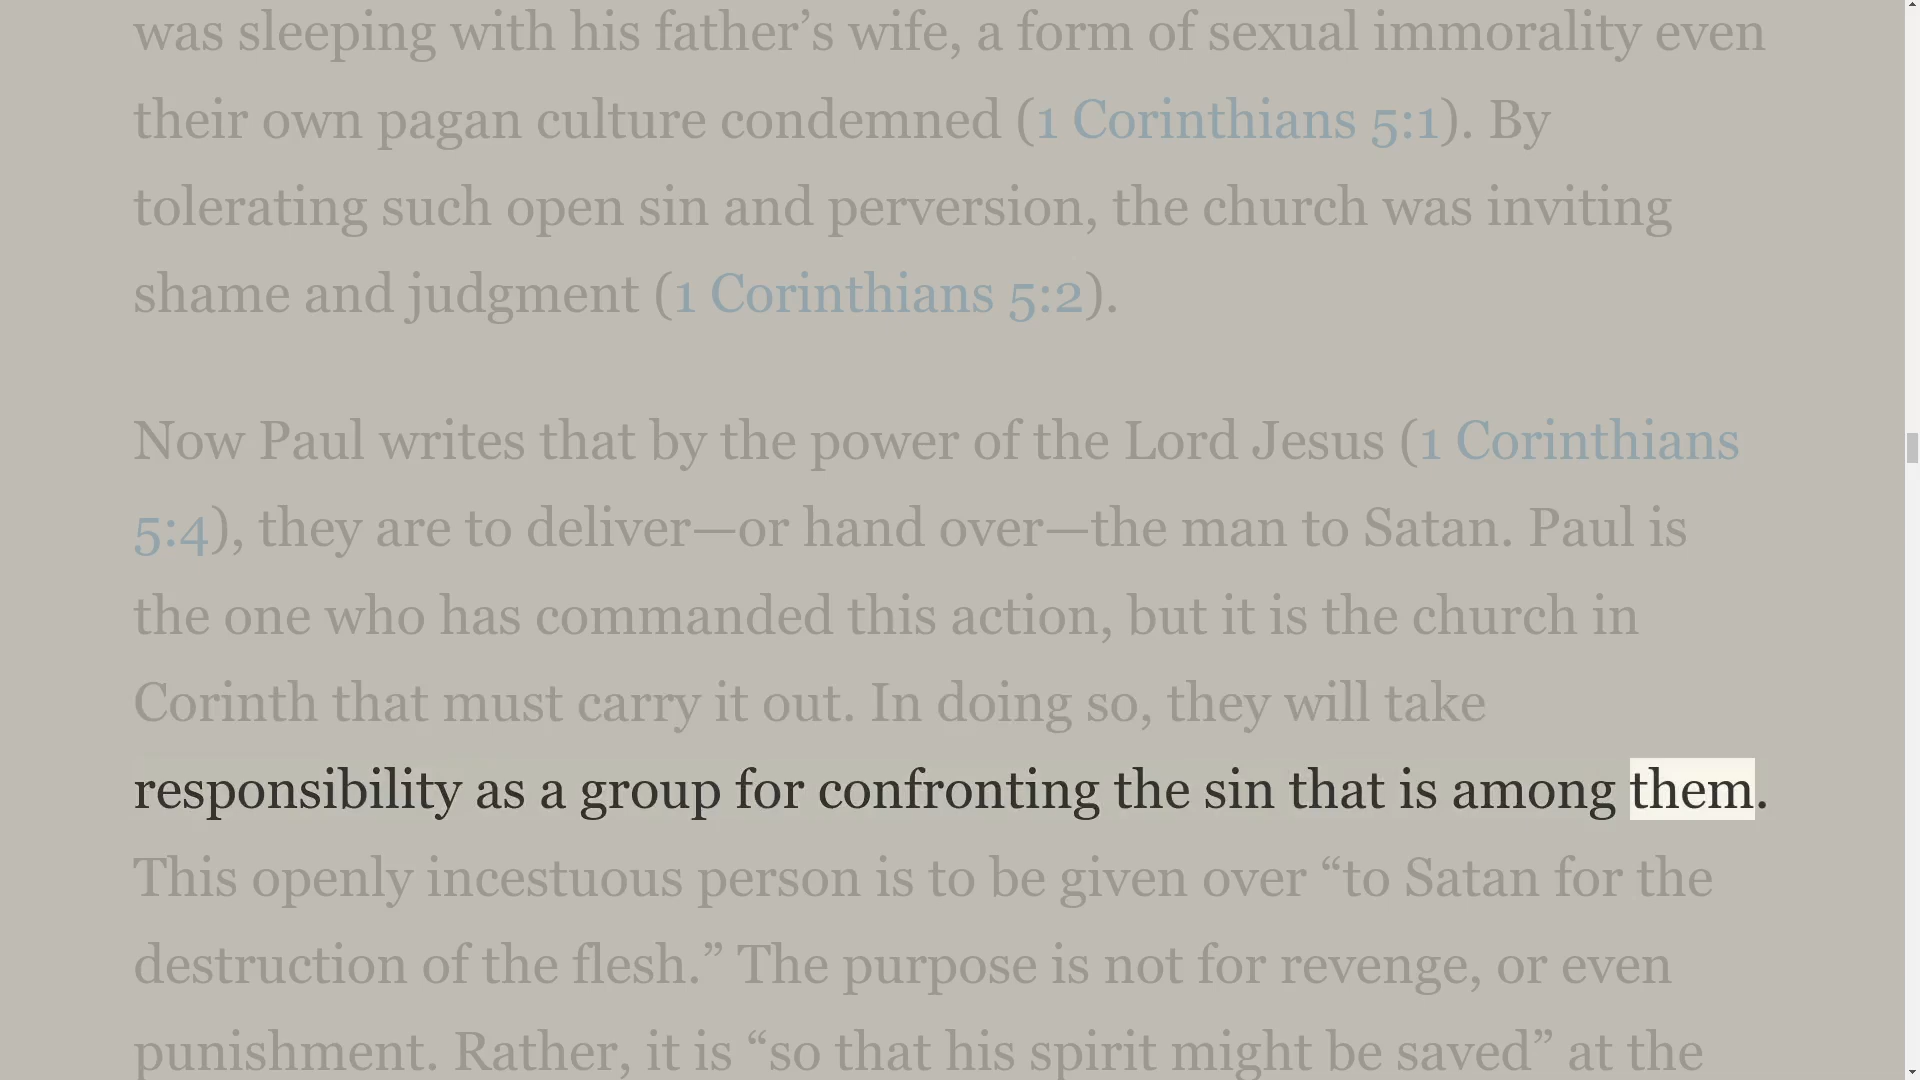 was sleeping with his father’s wife, a form of sexual immorality even
their own pagan culture condemned (1 Corinthians 5:1). By
tolerating such open sin and perversion, the church was inviting
shame and judgment (1 Corinthians 5:2).
Now Paul writes that by the power of the Lord Jesus (1 Corinthians
5:4), they are to deliver—or hand over—the man to Satan. Paul is
the one who has commanded this action, but it is the church in
Corinth that must carry it out. In doing so, they will take
responsibility as a group for confronting the sin that is among them.
This openly incestuous person is to be given over “to Satan for the
destruction of the flesh.” The purpose is not for revenge, or even
punishment. Rather, it is “so that his spirit might be saved” at the